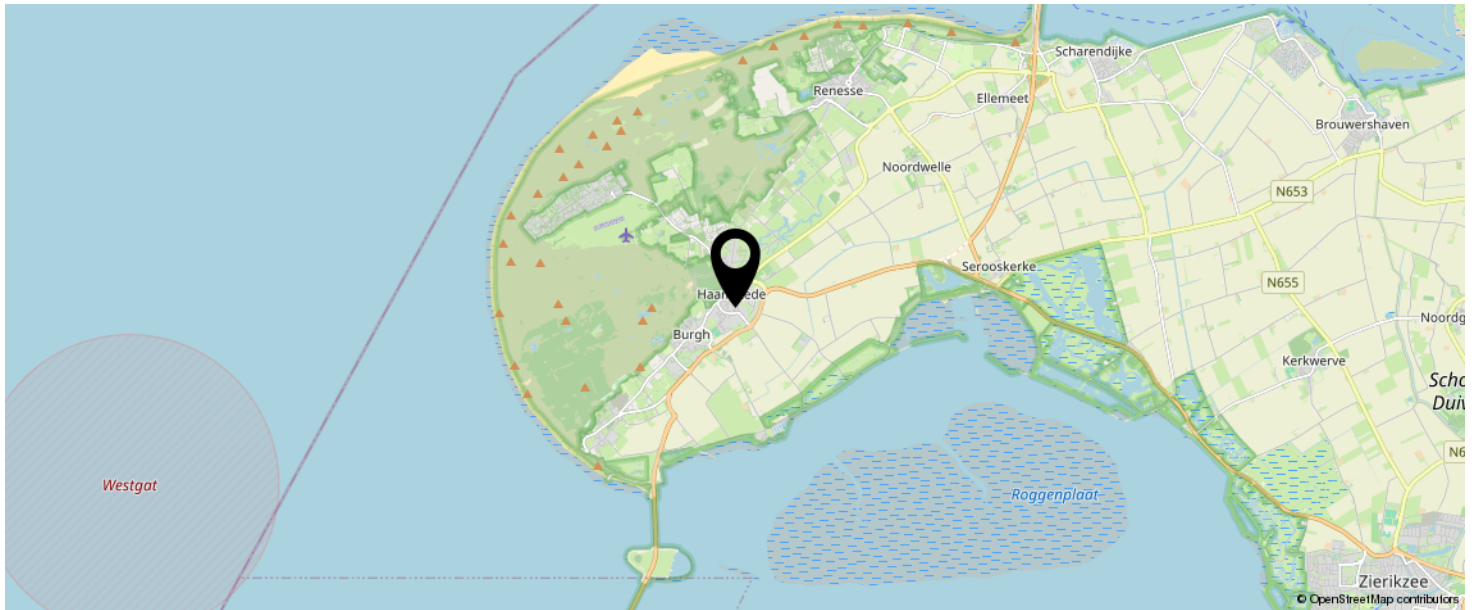 Scharendijke
Renesse
Ellemeet
Brouwershaven
Noordwelle
N653
Serooskerke
N655
Burgh
Kerkwerve
Westgat
Roggenplaat
Zierikzee
© OpenStreetMap contributors